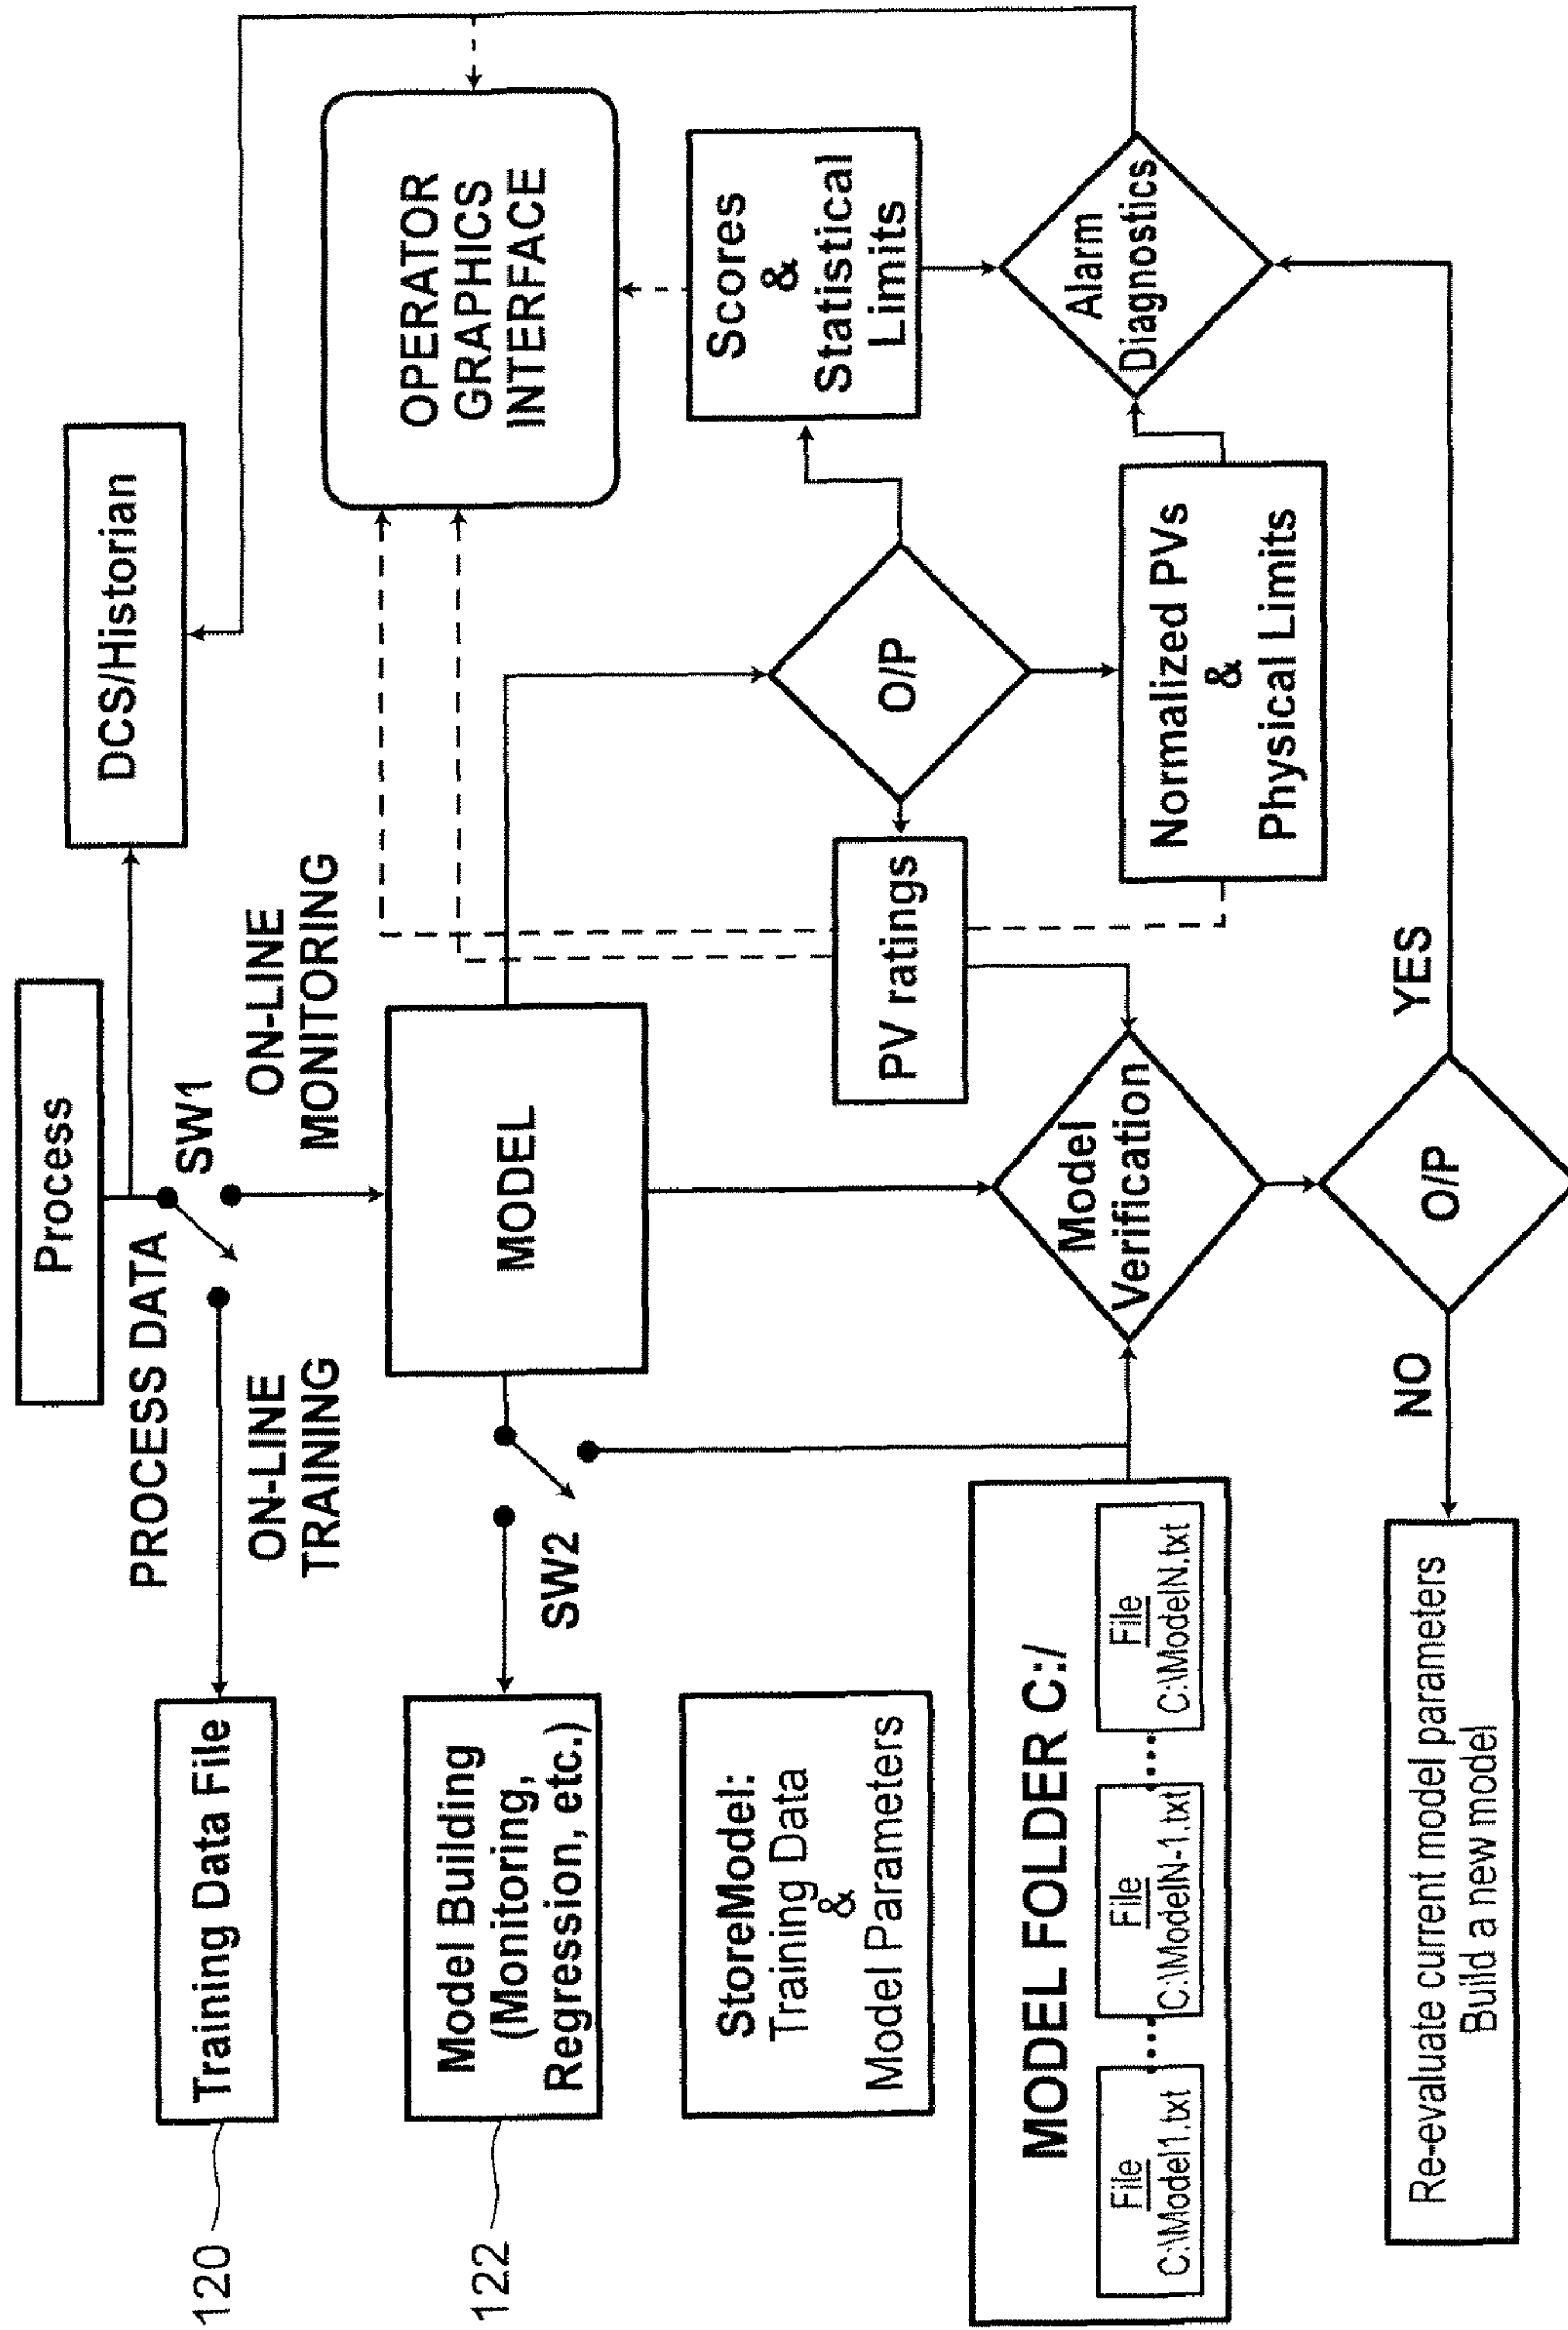 Process
DCS/Historian
PROCESS DATA
SW1
ON-LINE
TRAINING
ON-LINE
MONITORING
120
Training Data File
OPERATOR
GRAPHICS
INTERFACE
MODEL
122
Model Building
(Monitoring,
Regression, etc.)
SW2
StoreModel:
Training Data
&
Model Parameters
PV ratings
O/P
Scores
&
Statistical
Limits
MODEL FOLDER C:/
File
C:\Model1.txt
....
File
C:\ModelN-1.txt
....
File
C:\ModelN.txt
Model
Verification
Normalized PVs
&
Physical Limits
Alarm
Diagnostics
NO
O/P
YES
Re-evaluate current model parameters
Build a new model